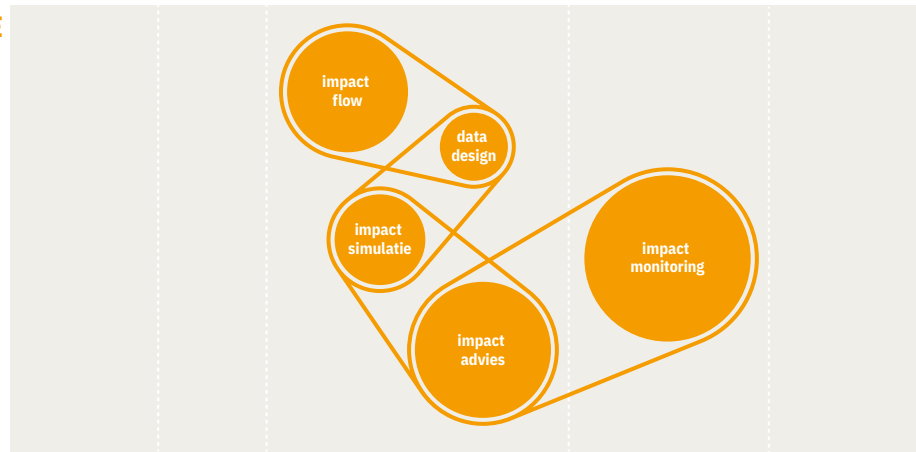 impact
flow
data
design
impact
simulatie
impact
monitoring
impact
advies